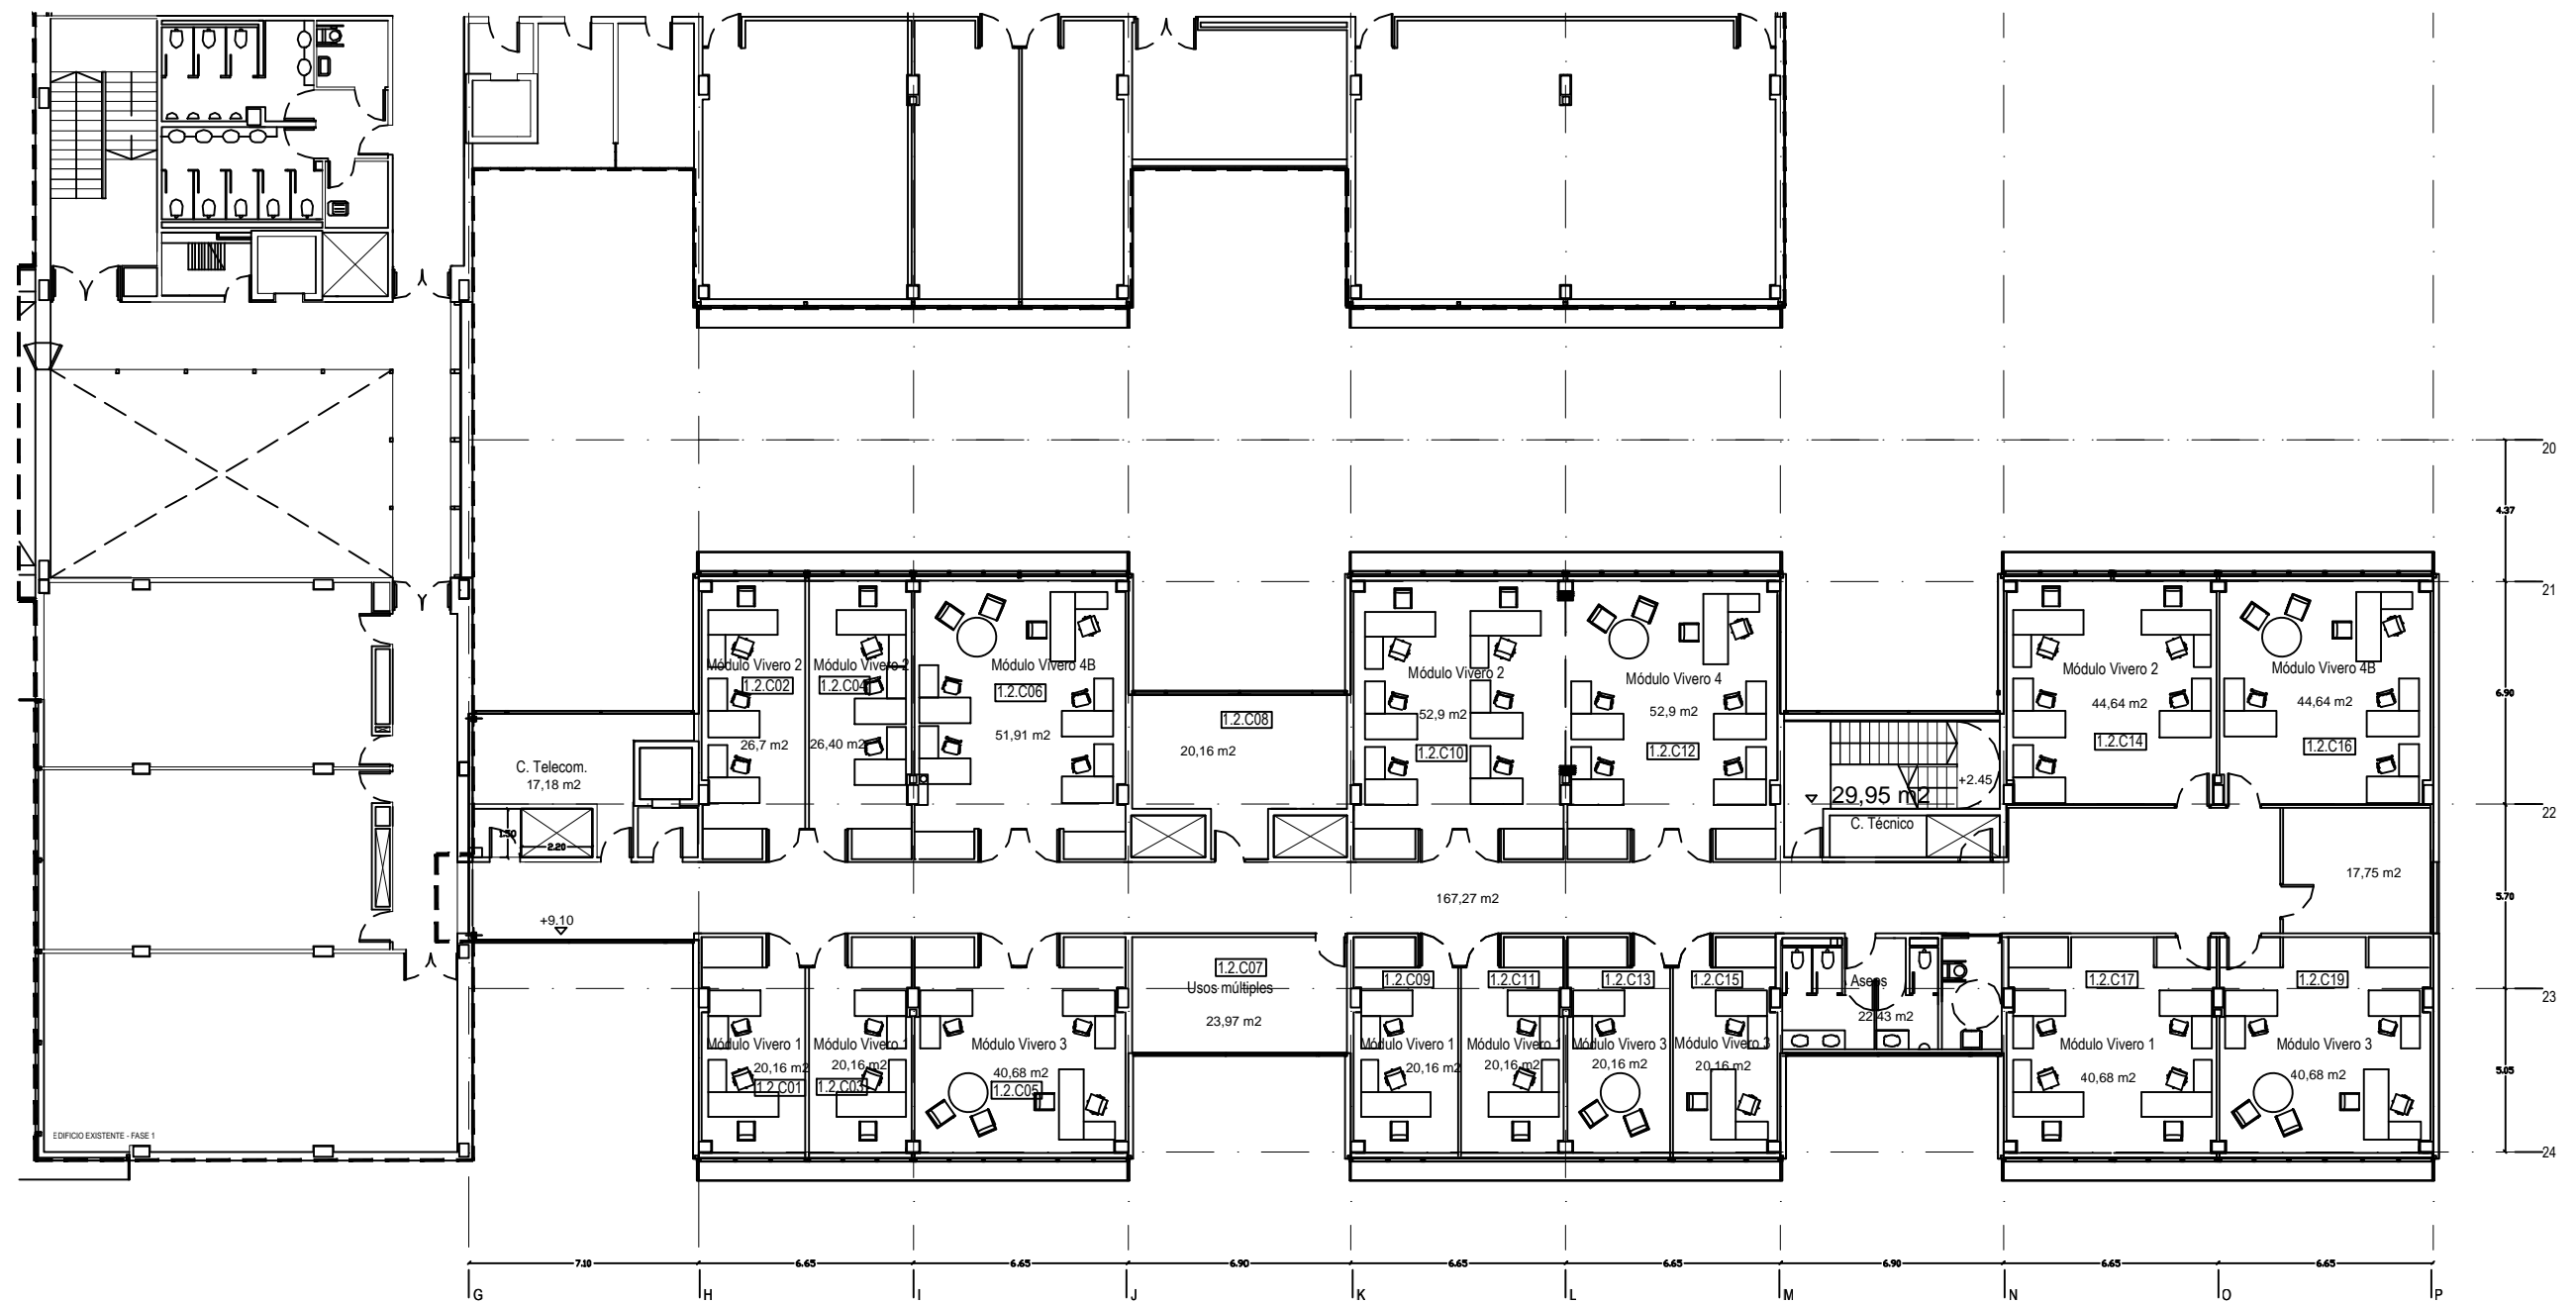 20
4.37
21
Módulo Vivero 2
Módulo Vivero 2
Módulo Vivero 4B
1.2.C02
1.2.C04
1.2.C06
26,7 m2
26,40 m2
51,91 m2
1.2.C08
20,16 m2
Módulo Vivero 2
52,9 m2
1.2.C10
Módulo Vivero 4
52,9 m2
1.2.C12
Módulo Vivero 2
44,64 m2
1.2.C14
Módulo Vivero 4B
44,64 m2
1.2.C16
6.90
C. Telecom.
17,18 m2
+2.45
29,95 m2
C. Técnico
22
1.50
2.20
17,75 m2
167,27 m2
5.70
+9.10
1.2.C07
Usos múltiples
23,97 m2
1.2.C09
1.2.C11
1.2.C13
1.2.C15
Aseos
22,43 m2
1.2.C17
1.2.C19
23
Módulo Vivero 1
20,16 m2
1.2.C01
Módulo Vivero 1
20,16 m2
1.2.C03
Módulo Vivero 3
40,68 m2
1.2.C05
Módulo Vivero 1
20,16 m2
Módulo Vivero 1
20,16 m2
Módulo Vivero 3
20,16 m2
Módulo Vivero 3
20,16 m2
Módulo Vivero 1
40,68 m2
Módulo Vivero 3
40,68 m2
5.05
EDIFICIO EXISTENTE - FASE 1
24
7.10
6.65
6.65
6.90
6.65
6.65
6.90
6.65
6.65
G
H
I
J
K
L
M
N
O
P